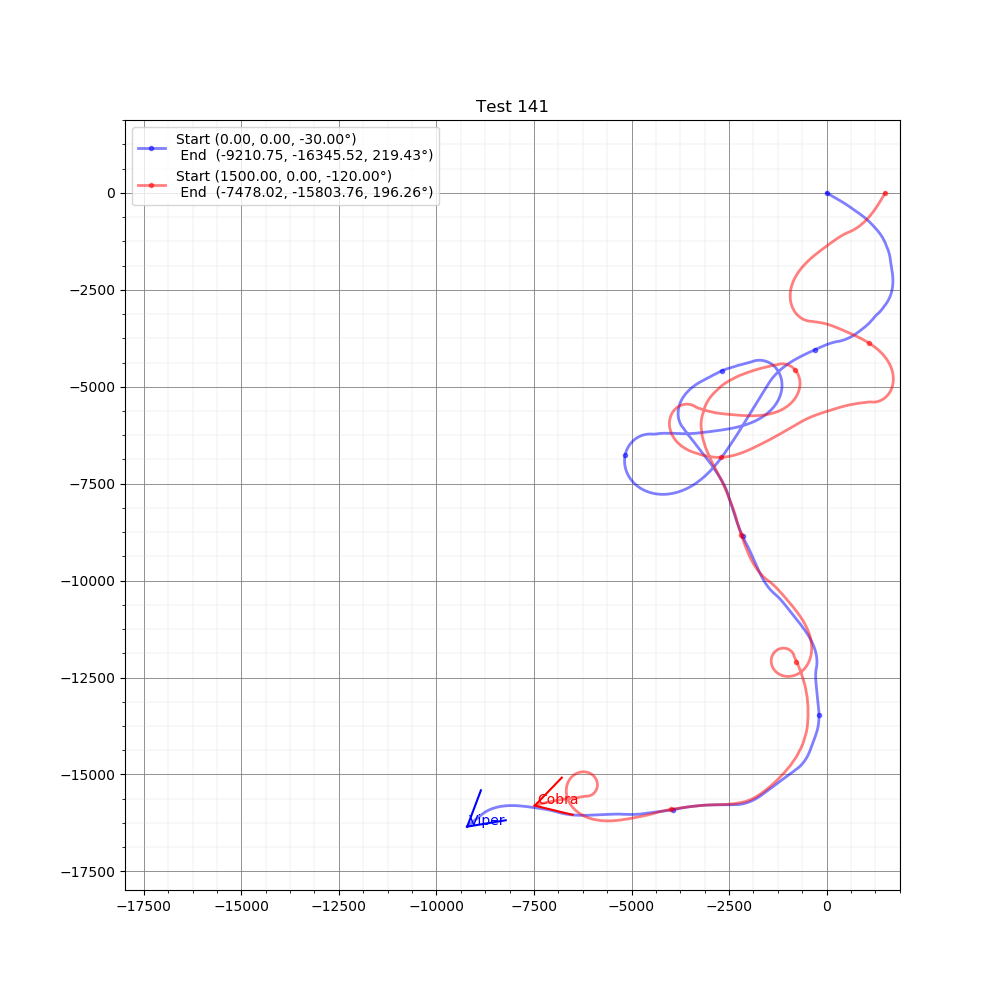 Test 141
Start (0.00, 0.00, -30.00°)
End (-9210.75, -16345.52, 219.43°)
Start (1500.00, 0.00, -120.00°)
End (-7478.02, -15803.76, 196.26°)
0
−2500
−5000
−7500
−10000
−12500
−15000
−17500
Cobra
Viper
−17500 −15000 −12500 −10000 −7500 −5000 −2500 0